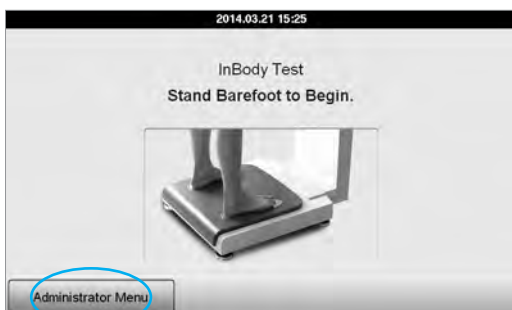 2014.03.21 15:25
InBody Test
Stand Barefoot to Begin.
Administrator Menu